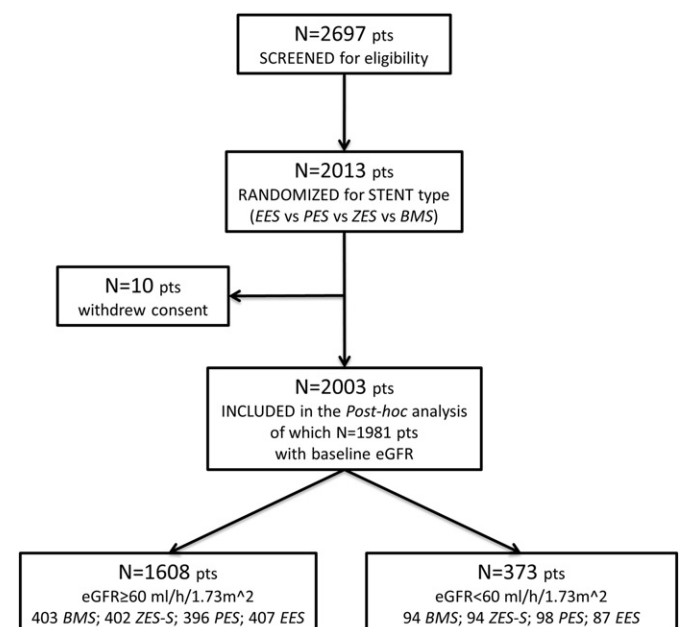 N=2697 pts
SCREENED for eligibility
N=2013 pts
RANDOMIZED for STENT type
(EES vs PES vs ZES vs BMS)
N=10 pts
withdrew consent
N=2003 pts
INCLUDED in the Post-hoc analysis
of which N=1981 pts
with baseline eGFR
N=1608 pts
eGFR≥60 ml/h/1.73m^2
403 BMS; 402 ZES-S; 396 PES; 407 EES
N=373 pts
eGFR<60 ml/h/1.73m^2
94 BMS; 94 ZES-S; 98 PES; 87 EES